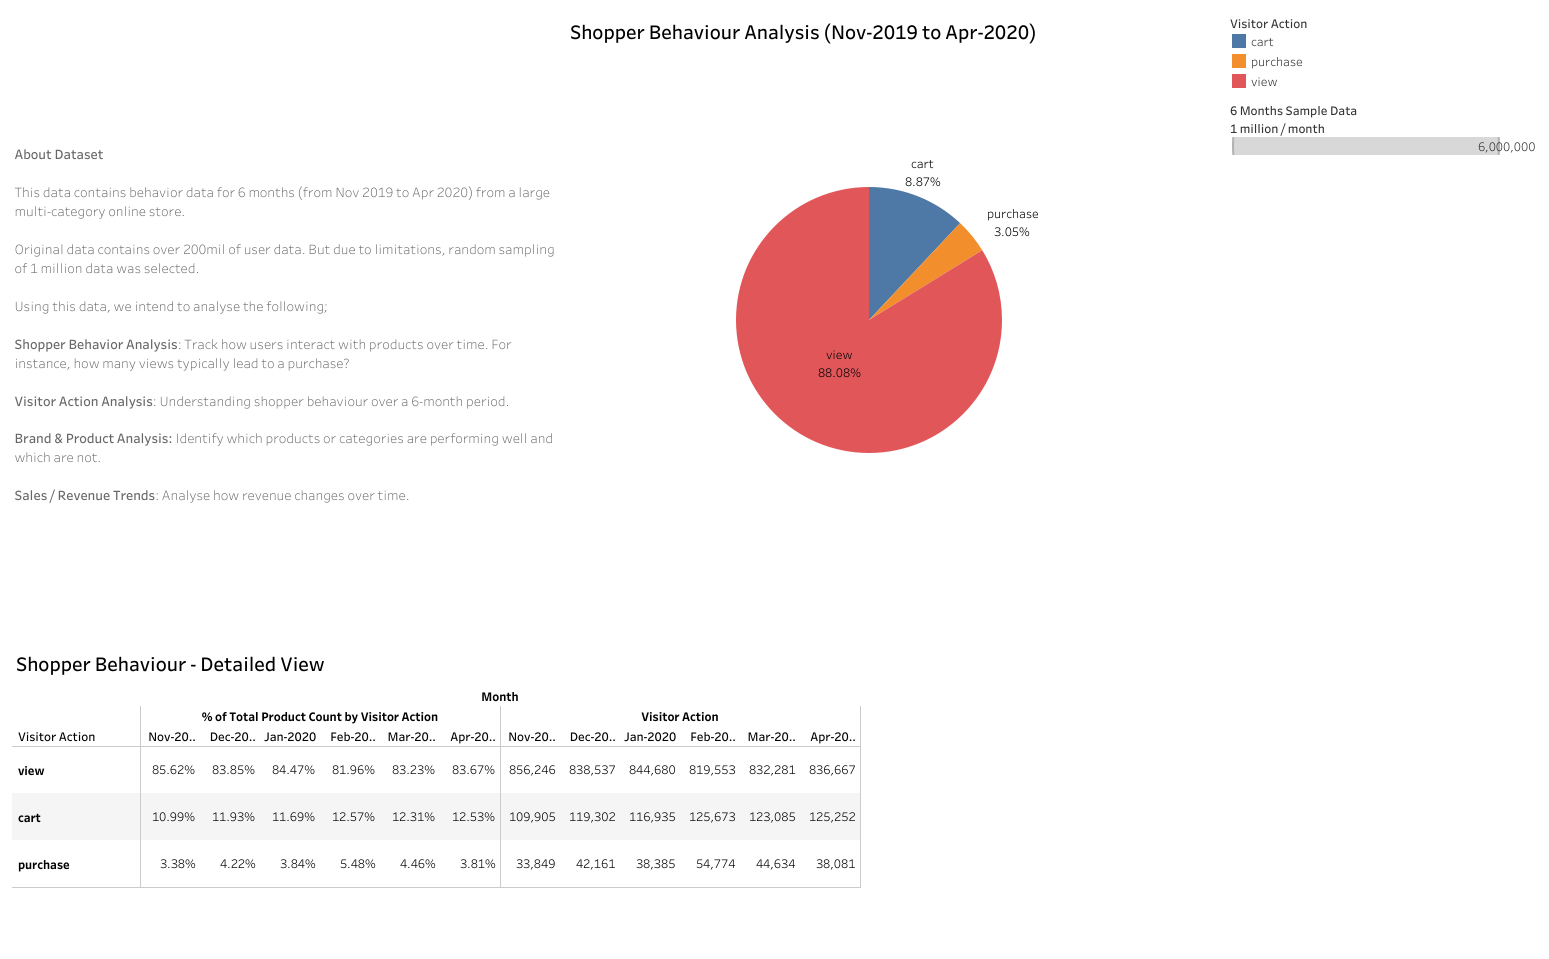 Shopper Behaviour Analysis (Nov-2019 to Apr-2020)
Visitor Action
cart
purchase
view
6 Months Sample Data
1 million / month
6,000,000
About Dataset
This data contains behavior data for 6 months (from Nov 2019 to Apr 2020) from a large
multi-category online store.
Original data contains over 200mil of user data. But due to limitations, random sampling
of 1 million data was selected.
Using this data, we intend to analyse the following;
Shopper Behavior Analysis: Track how users interact with products over time. For
instance, how many views typically lead to a purchase?
Visitor Action Analysis: Understanding shopper behaviour over a 6-month period.
Brand & Product Analysis: Identify which products or categories are performing well and
which are not.
Sales / Revenue Trends: Analyse how revenue changes over time.
cart
8.87%
purchase
3.05%
view
88.08%
Shopper Behaviour - Detailed View
Month
% of Total Product Count by Visitor Action Visitor Action
Visitor Action Nov-20.. Dec-20.. Jan-2020 Feb-20.. Mar-20.. Apr-20.. Nov-20.. Dec-20.. Jan-2020 Feb-20.. Mar-20.. Apr-20..
view 85.62% 83.85% 84.47% 81.96% 83.23% 83.67% 856,246 838,537 844,680 819,553 832,281 836,667
cart 10.99% 11.93% 11.69% 12.57% 12.31% 12.53% 109,905 119,302 116,935 125,673 123,085 125,252
purchase 3.38% 4.22% 3.84% 5.48% 4.46% 3.81% 33,849 42,161 38,385 54,774 44,634 38,081